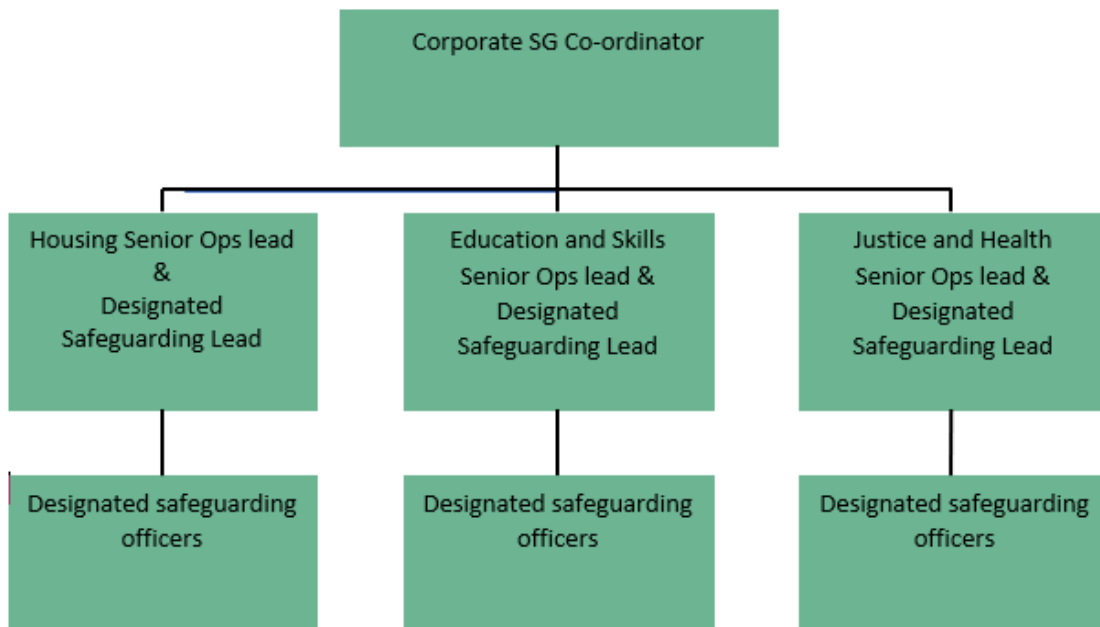 Corporate SG Co-ordinator
Housing Senior Ops lead
&
Designated
Safeguarding Lead
Education and Skills
Senior Ops lead &
Designated
Safeguarding Lead
Justice and Health
Senior Ops lead &
Designated
Safeguarding Lead
Designated safeguarding
officers
Designated safeguarding
officers
Designated safeguarding
officers